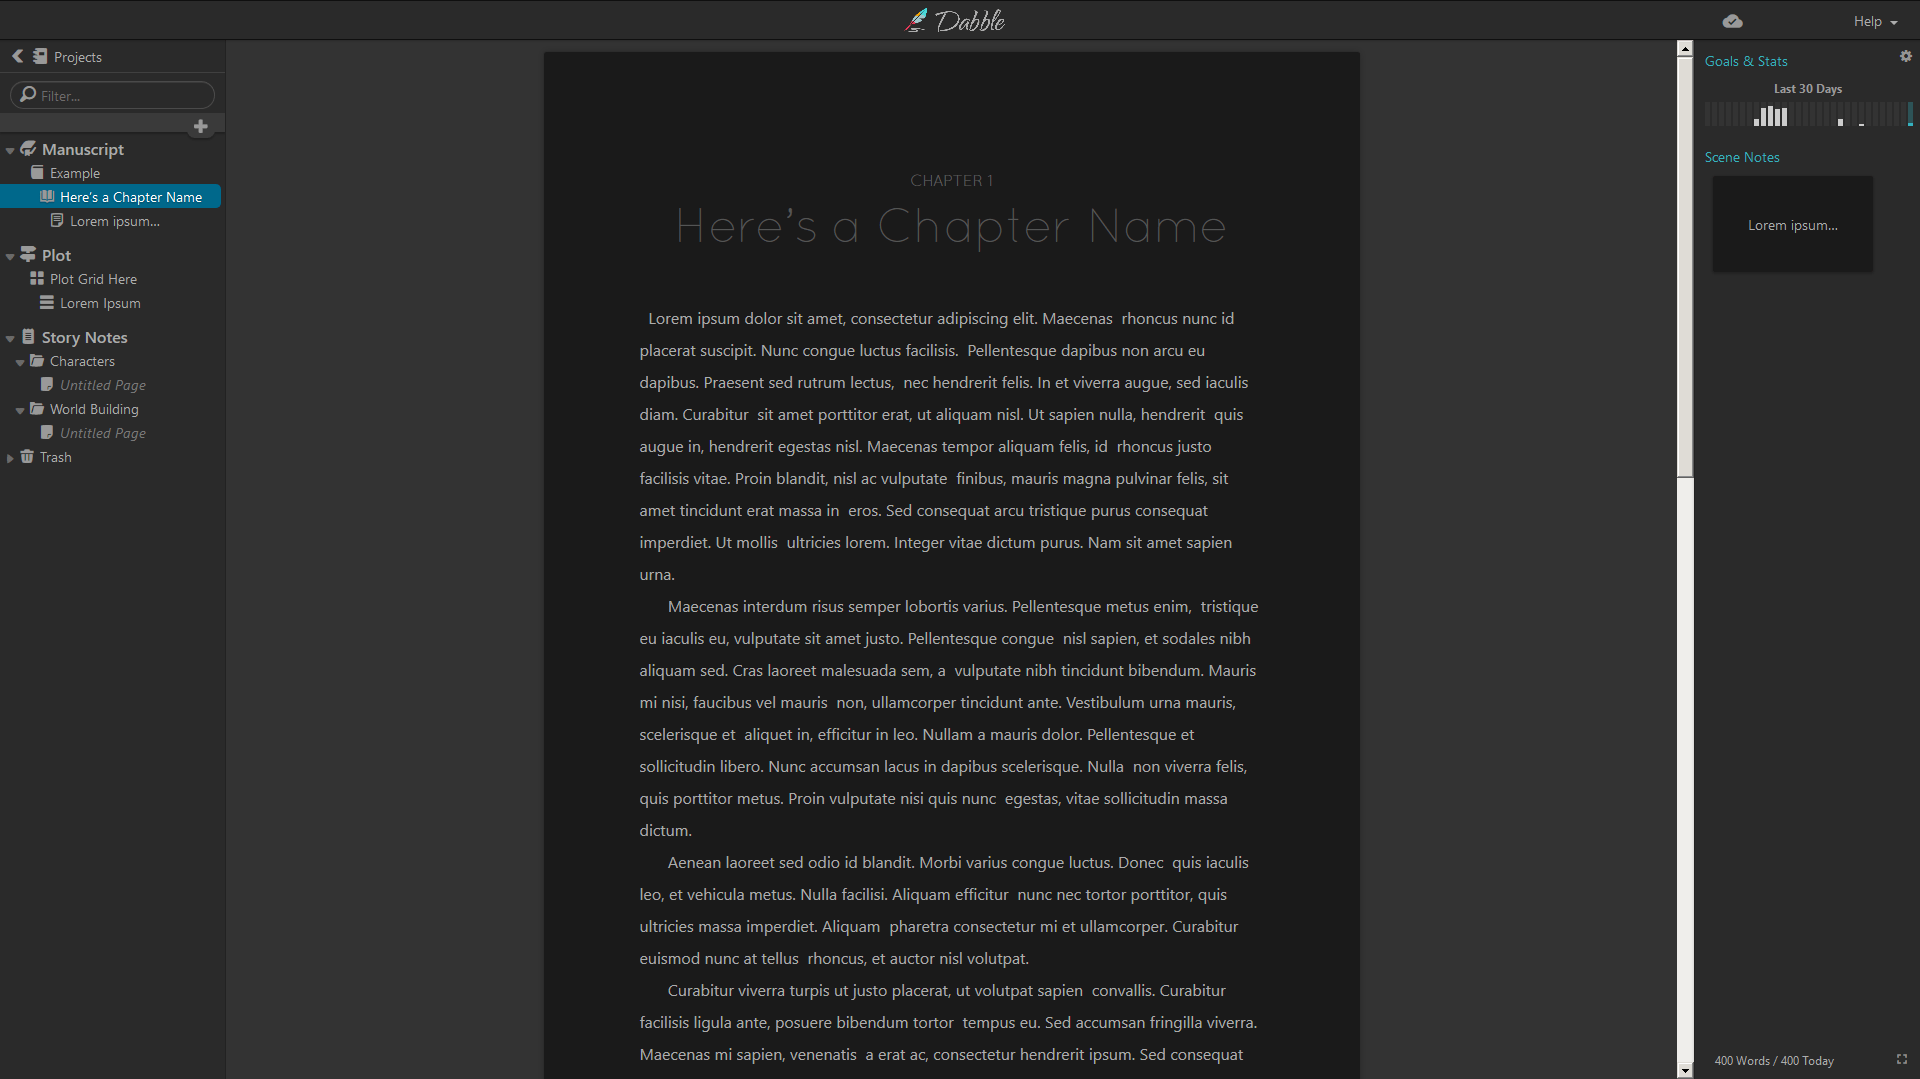 Dabble
Help
Projects
Filter...
Manuscript
Example
Here's a Chapter Name
Lorem ipsum...
Plot
Plot Grid Here
Lorem Ipsum
Story Notes
Characters
Untitled Page
World Building
Untitled Page
Trash
CHAPTER 1
Here's a Chapter Name
Lorem ipsum dolor sit amet, consectetur adipiscing elit. Maecenas rhoncus nunc id
placerat suscipit. Nunc congue luctus facilisis. Pellentesque dapibus non arcu eu
dapibus. Praesent sed rutrum lectus, nec hendrerit felis. In et viverra augue, sed iaculis
diam. Curabitur sit amet porttitor erat, ut aliquam nisl. Ut sapien nulla, hendrerit quis
augue in, hendrerit egestas nisl. Maecenas tempor aliquam felis, id rhoncus justo
facilisis vitae. Proin blandit, nisl ac vulputate finibus, mauris magna pulvinar felis, sit
amet tincidunt erat massa in eros. Sed consequat arcu tristique purus consequat
imperdiet. Ut mollis ultricies lorem. Integer vitae dictum purus. Nam sit amet sapien
urna.
Maecenas interdum risus semper lobortis varius. Pellentesque metus enim, tristique
eu iaculis eu, vulputate sit amet justo. Pellentesque congue nisl sapien, et sodales nibh
aliquam sed. Cras laoreet malesuada sem, a vulputate nibh tincidunt bibendum. Mauris
mi nisi, faucibus vel mauris non, ullamcorper tincidunt ante. Vestibulum urna mauris,
scelerisque et aliquet in, efficitur in leo. Nullam a mauris dolor. Pellentesque et
sollicitudin libero. Nunc accumsan lacus in dapibus scelerisque. Nulla non viverra felis,
quis porttitor metus. Proin vulputate nisi quis nunc egestas, vitae sollicitudin massa
dictum.
Aenean laoreet sed odio id blandit. Morbi varius congue luctus. Donec quis iaculis
leo, et vehicula metus. Nulla facilisi. Aliquam efficitur nunc nec tortor porttitor, quis
ultricies massa imperdiet. Aliquam pharetra consectetur mi et ullamcorper. Curabitur
euismod nunc at tellus rhoncus, et auctor nisl volutpat.
Curabitur viverra turpis ut justo placerat, ut volutpat sapien convallis. Curabitur
facilisis ligula ante, posuere bibendum tortor tempus eu. Sed accumsan fringilla viverra.
Maecenas mi sapien, venenatis a erat ac, consectetur hendrerit ipsum. Sed consequat
Goals & Stats
Last 30 Days
Scene Notes
Lorem ipsum...
400 Words / 400 Today